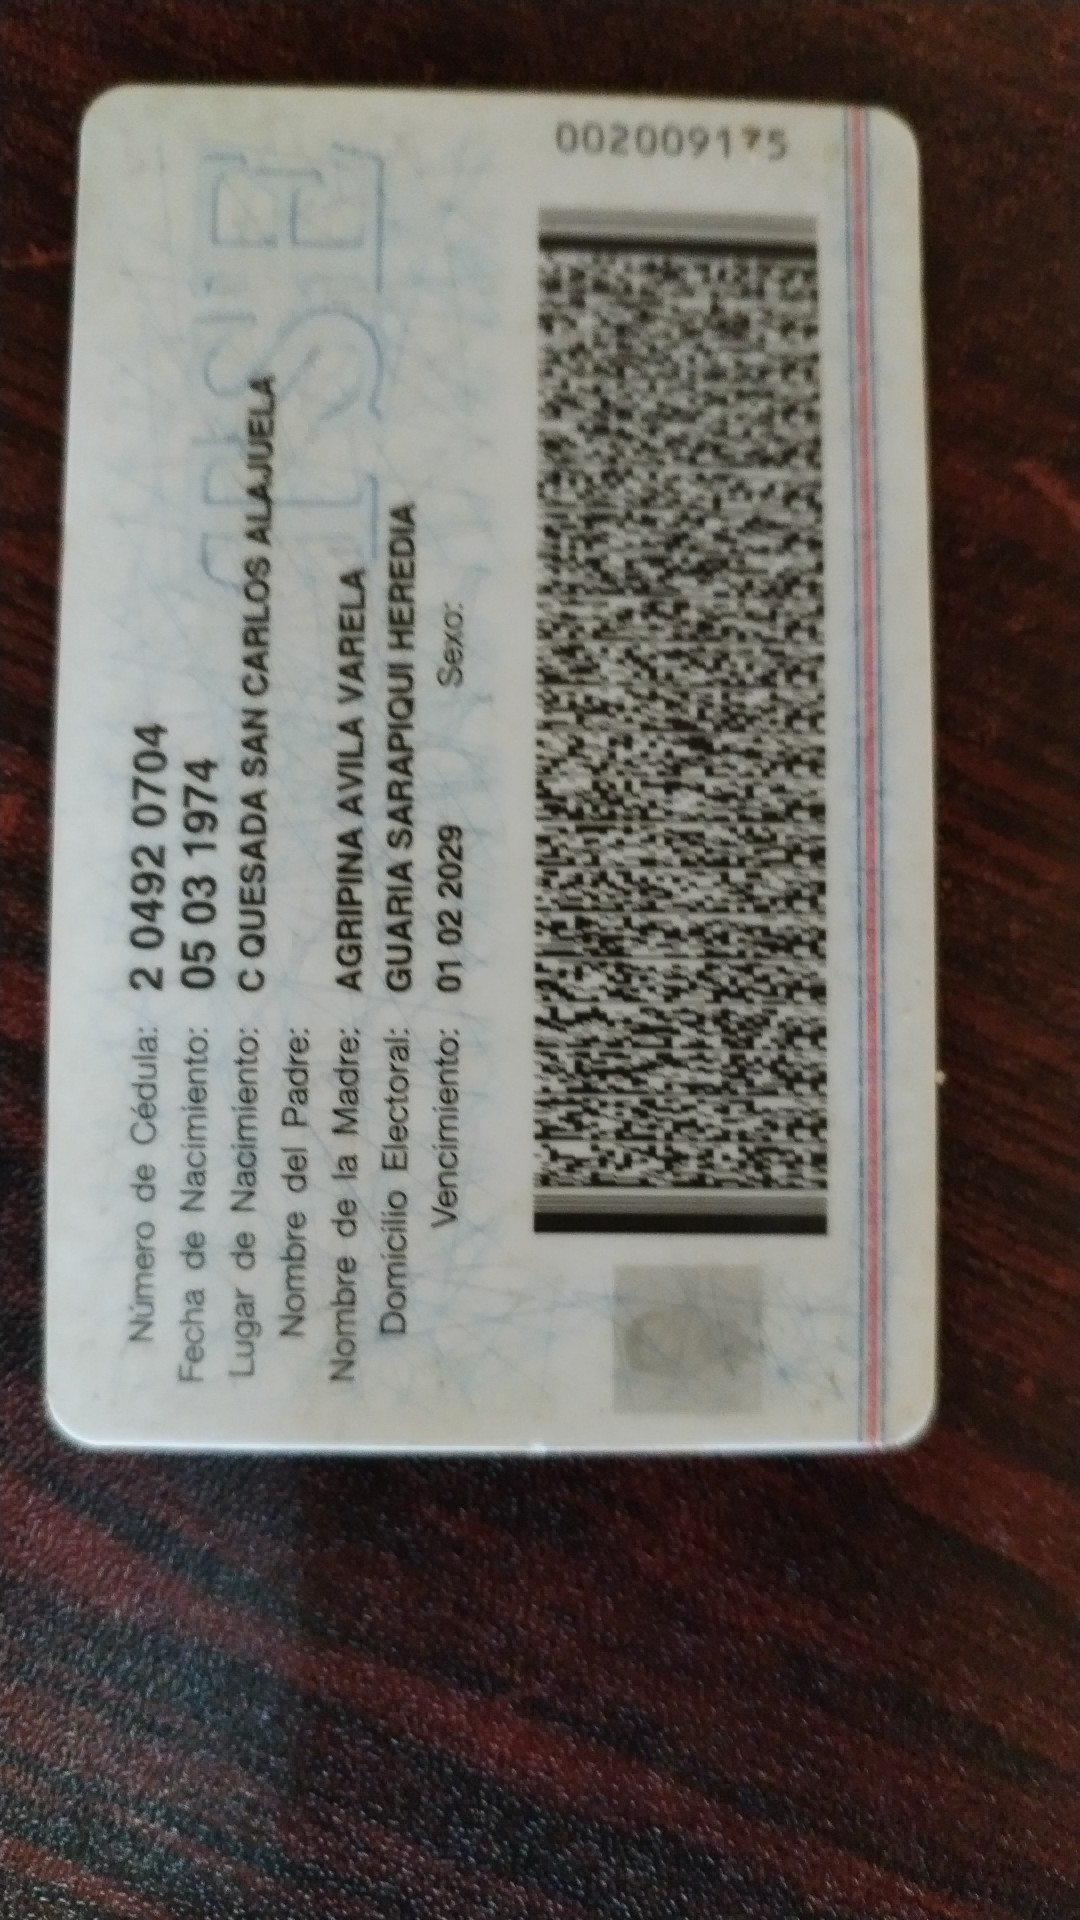 Número de Cédula: 2 0492 0704
Fecha de Nacimiento: 05 03 1974
Lugar de Nacimiento: C QUESADA SAN CARLOS ALAJUELA
Nombre del Padre:
Nombre de la Madre: AGRIPINA AVILA VARELA
Domicilio Electoral: GUARIA SARAPIQUI HEREDIA
Vencimiento: 01 02 2029 Sexo:
002009175